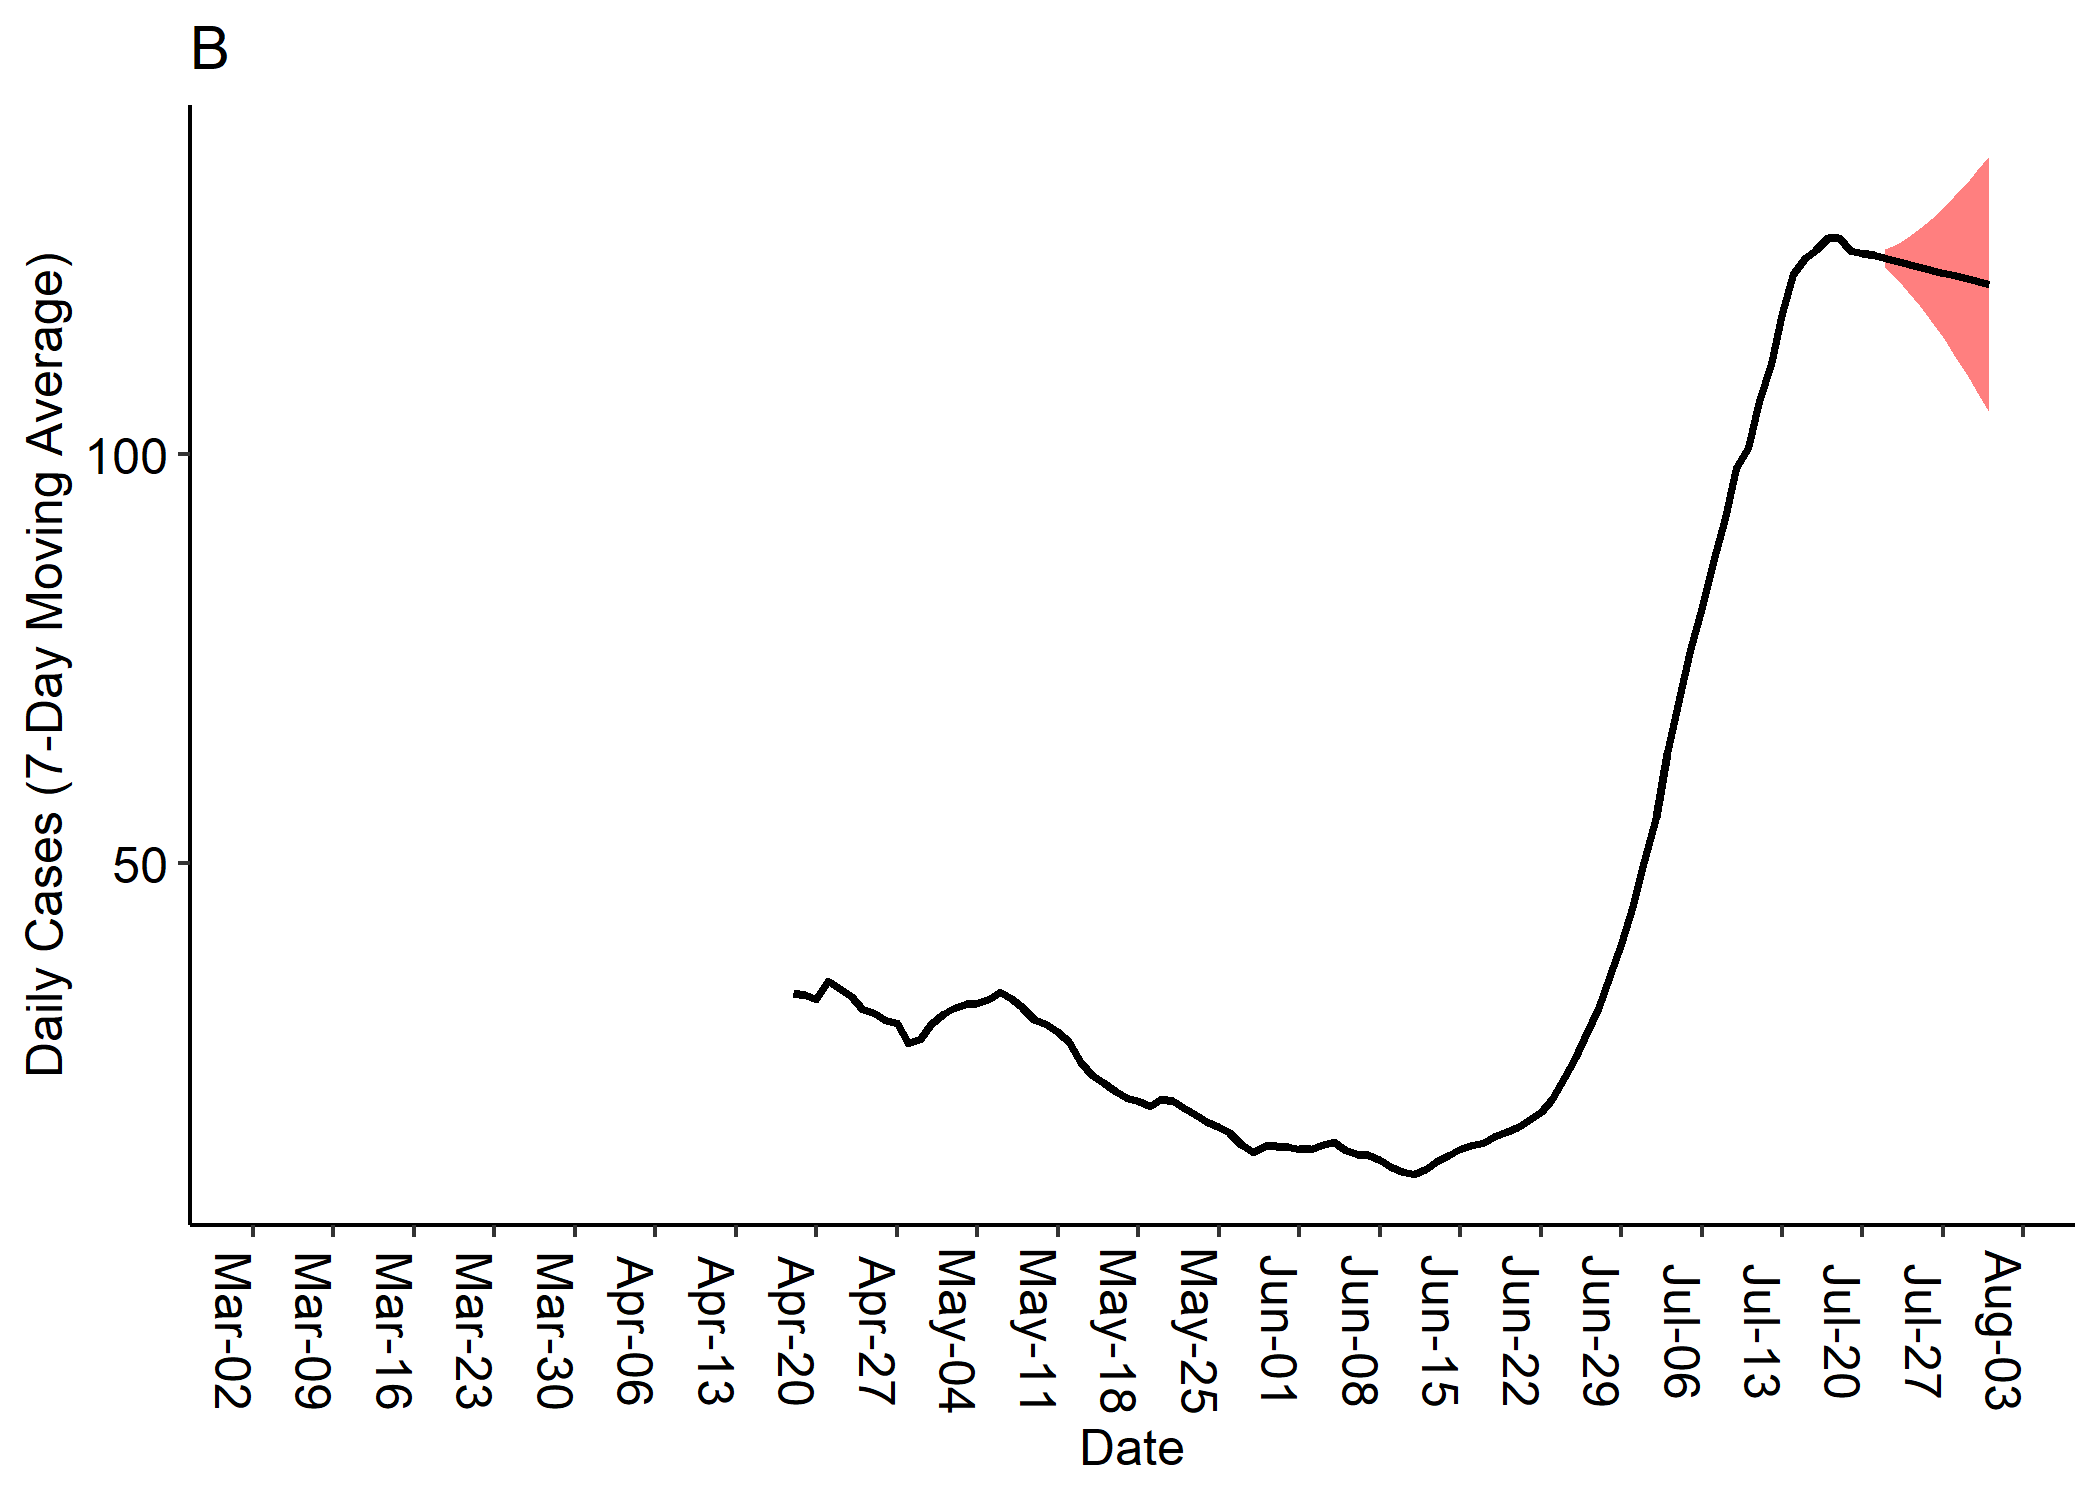 B
Daily Cases (7-Day Moving Average)
100
50
Mar-02
Mar-09
Mar-16
Mar-23
Mar-30
Apr-06
Apr-13
Apr-20
Apr-27
May-04
May-11
May-18
May-25
Jun-01
Jun-08
Jun-15
Jun-22
Jun-29
Jul-06
Jul-13
Jul-20
Jul-27
Aug-03
Date